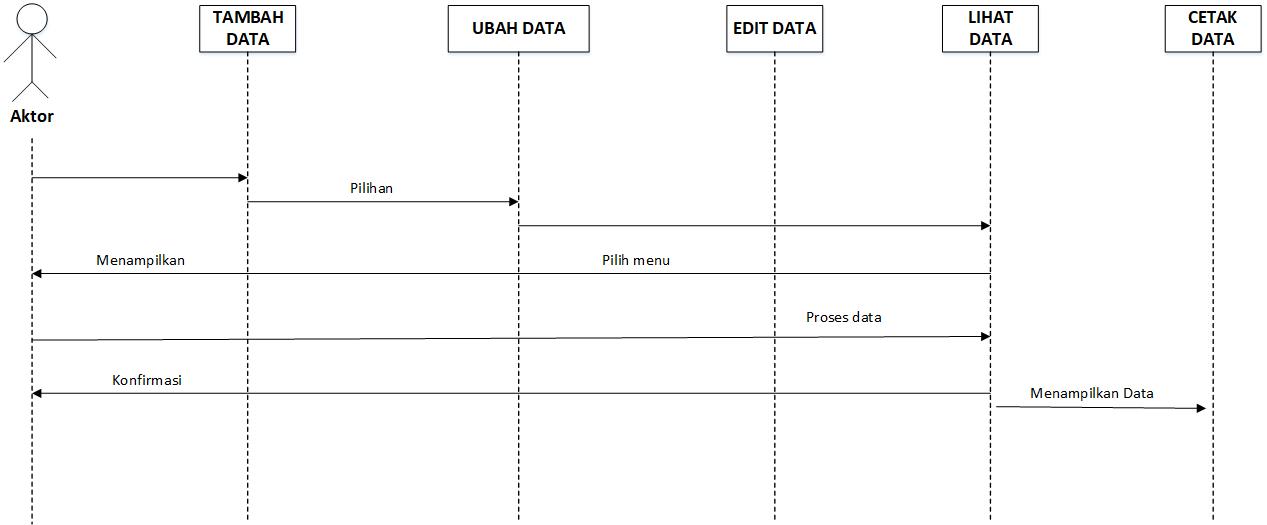 TAMBAH
DATA
UBAH DATA
EDIT DATA
LIHAT
DATA
CETAK
DATA
Aktor
Pilihan
Menampilkan
Pilih menu
Proses data
Konfirmasi
Menampilkan Data